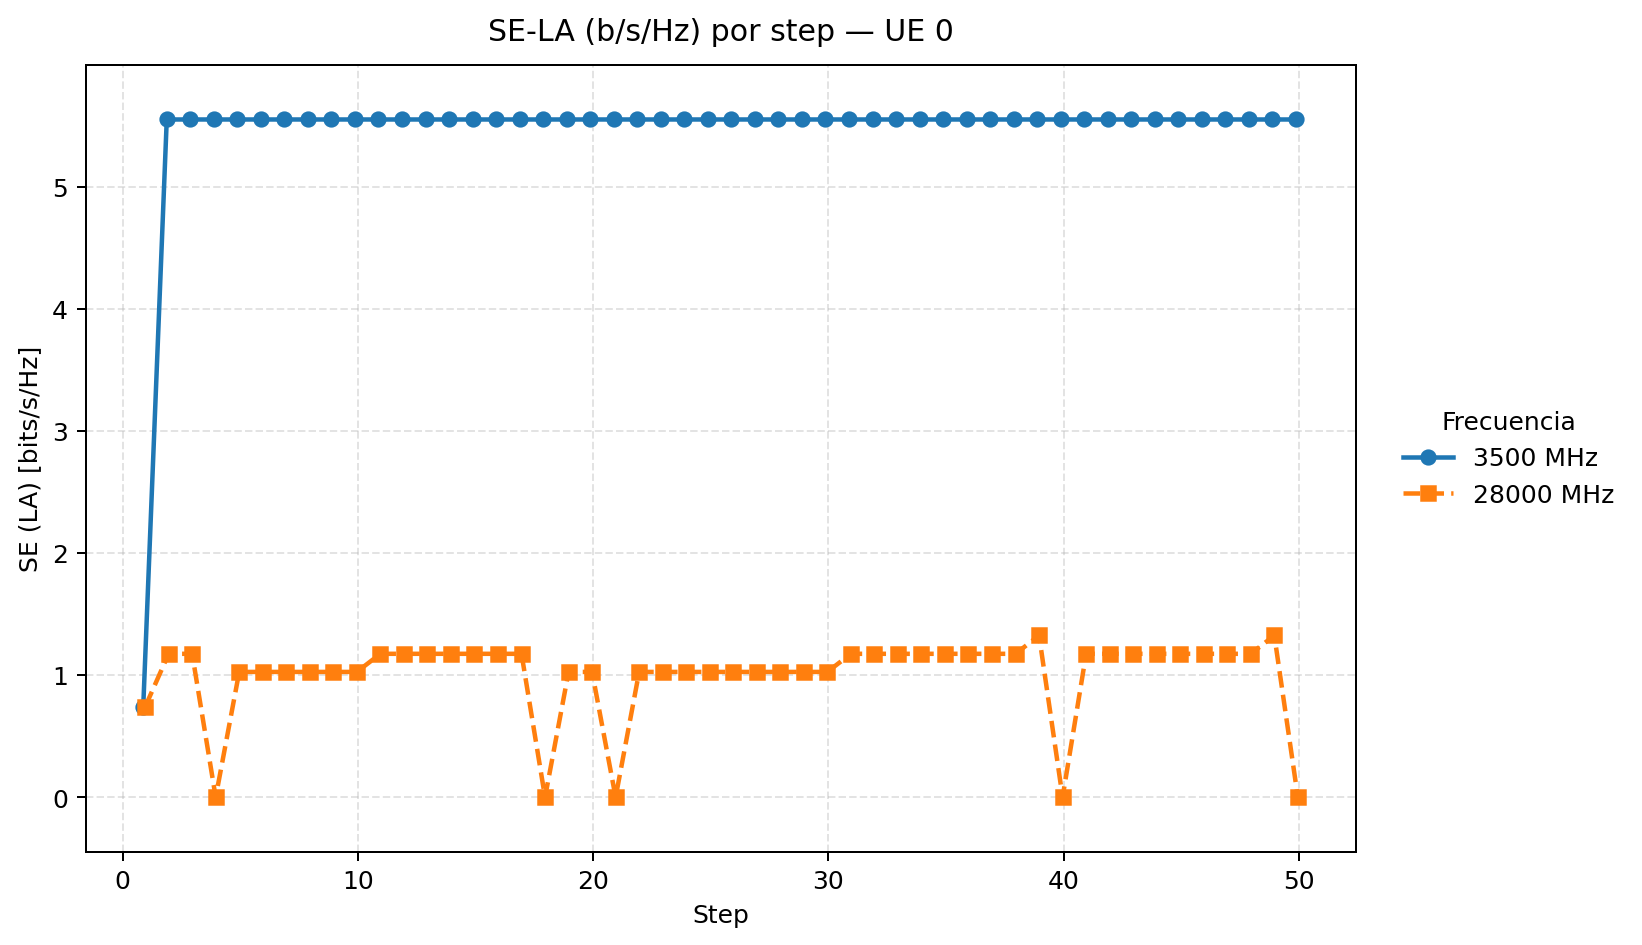 SE-LA (b/s/Hz) por step — UE 0
SE (LA) [bits/s/Hz]
5
4
3
2
1
0
0 10 20 30 40 50
Step
Frecuencia
3500 MHz
28000 MHz